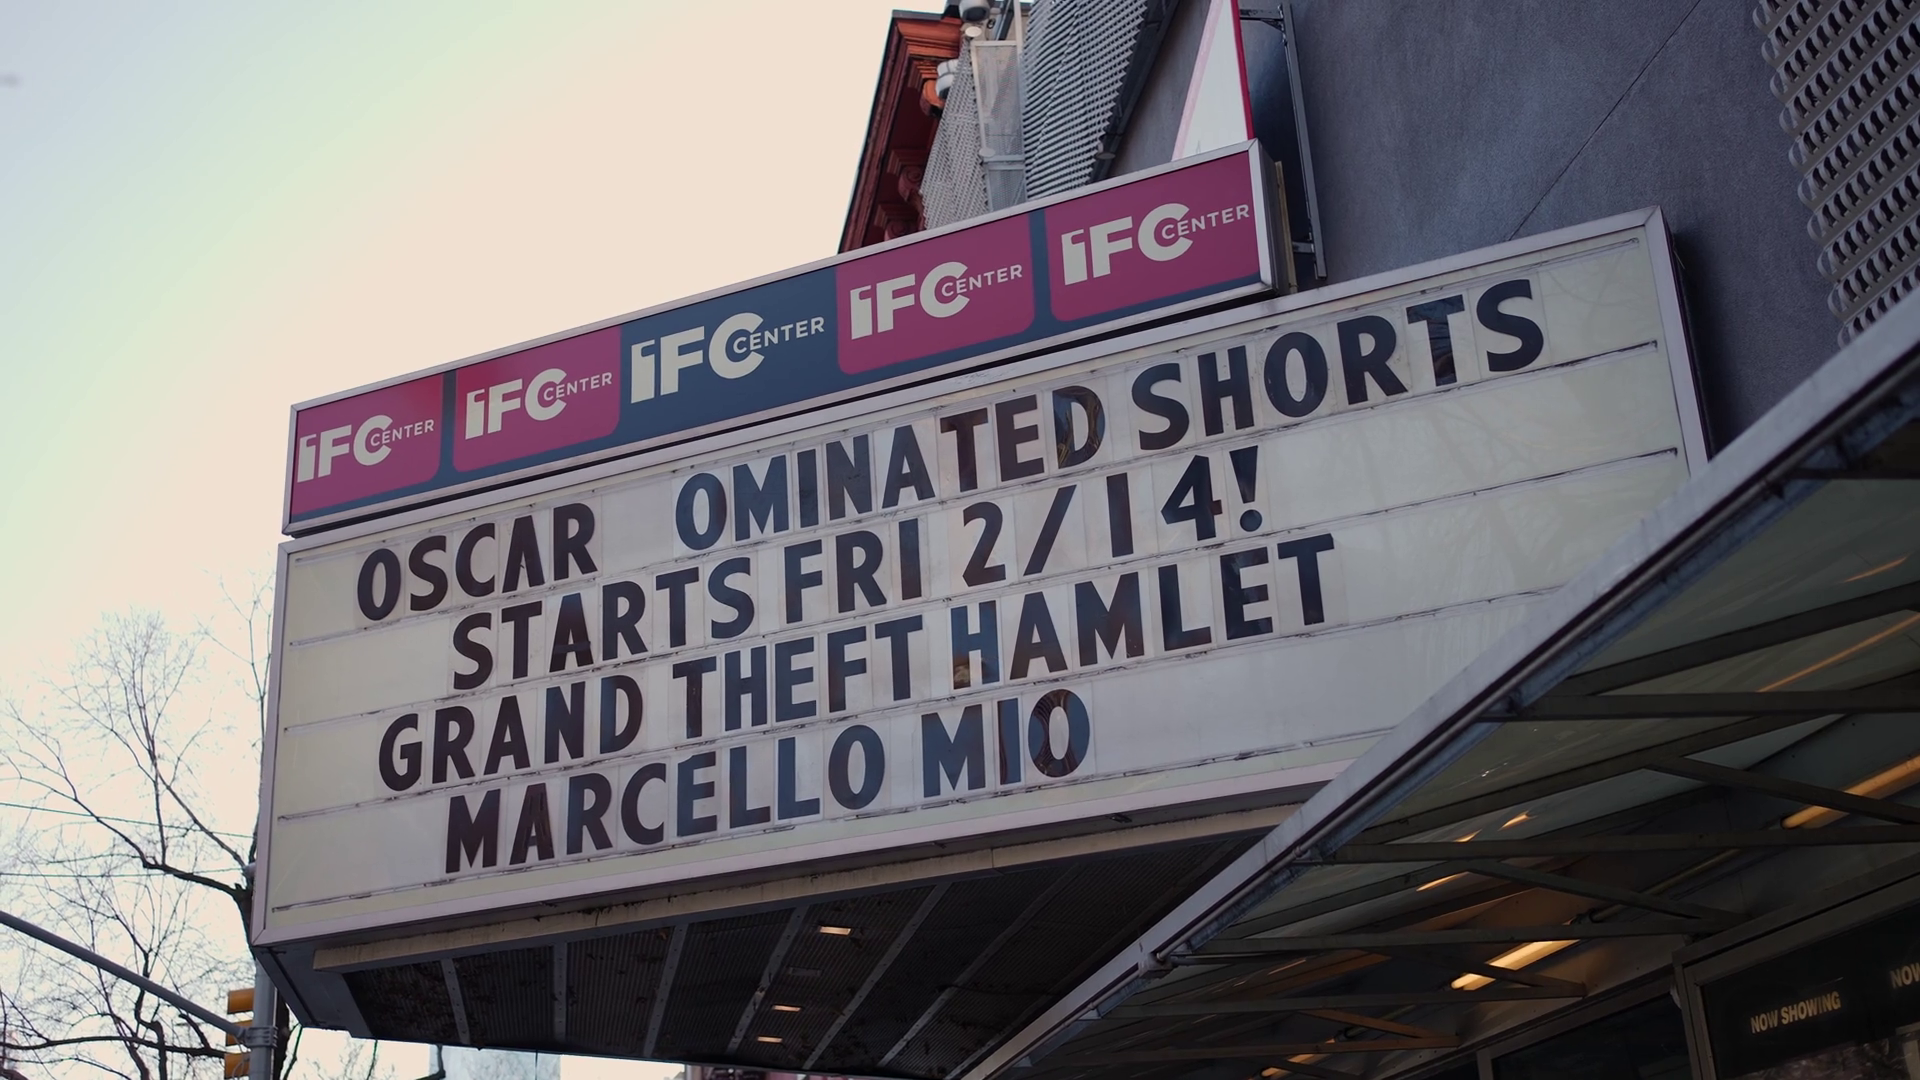 iFC CENTER iFC CENTER iFC CENTER iFC CENTER iFC CENTER
OSCAR OMINATED SHORTS
STARTS FRI 2/14!
GRAND THEFT HAMLET
MARCELLO MIO
NOW SHOWING